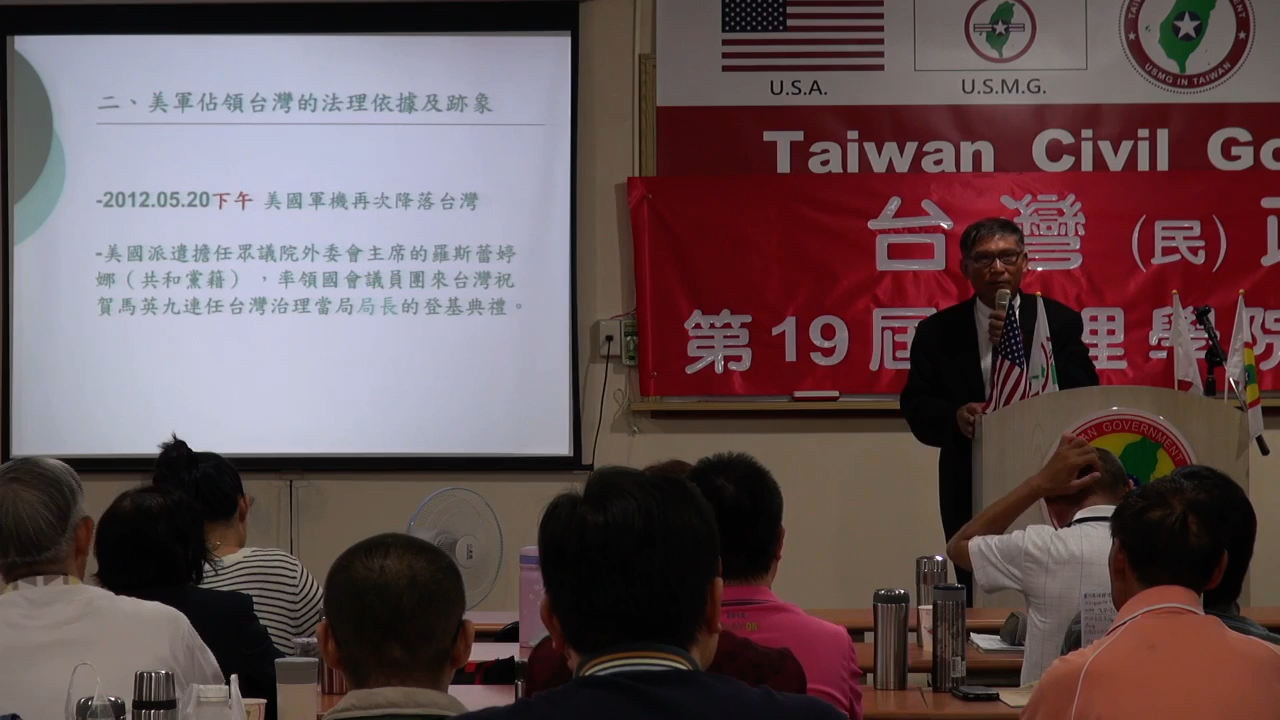 二、美軍佔領台灣的法理依據及跡象
-2012.05.20下午 美國軍機再次降落台灣
-美國派遣擔任眾議院外委會主席的羅斯蕾婷
娜（共和黨籍），率領國會議員團來台灣祝
賀馬英九連任台灣治理當局局長的登基典禮。
U.S.A.
U.S.M.G.
USMG IN TAIWAN
Taiwan Civil Go
台灣(民)政
第19屆 理學院
GOVERNMENT